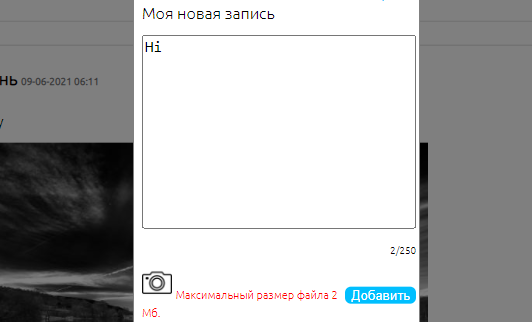 Моя новая запись
Hi
нь 09-06-2021 06:11
у
2/250
Максимальный размер файла 2
Мб.
Добавить